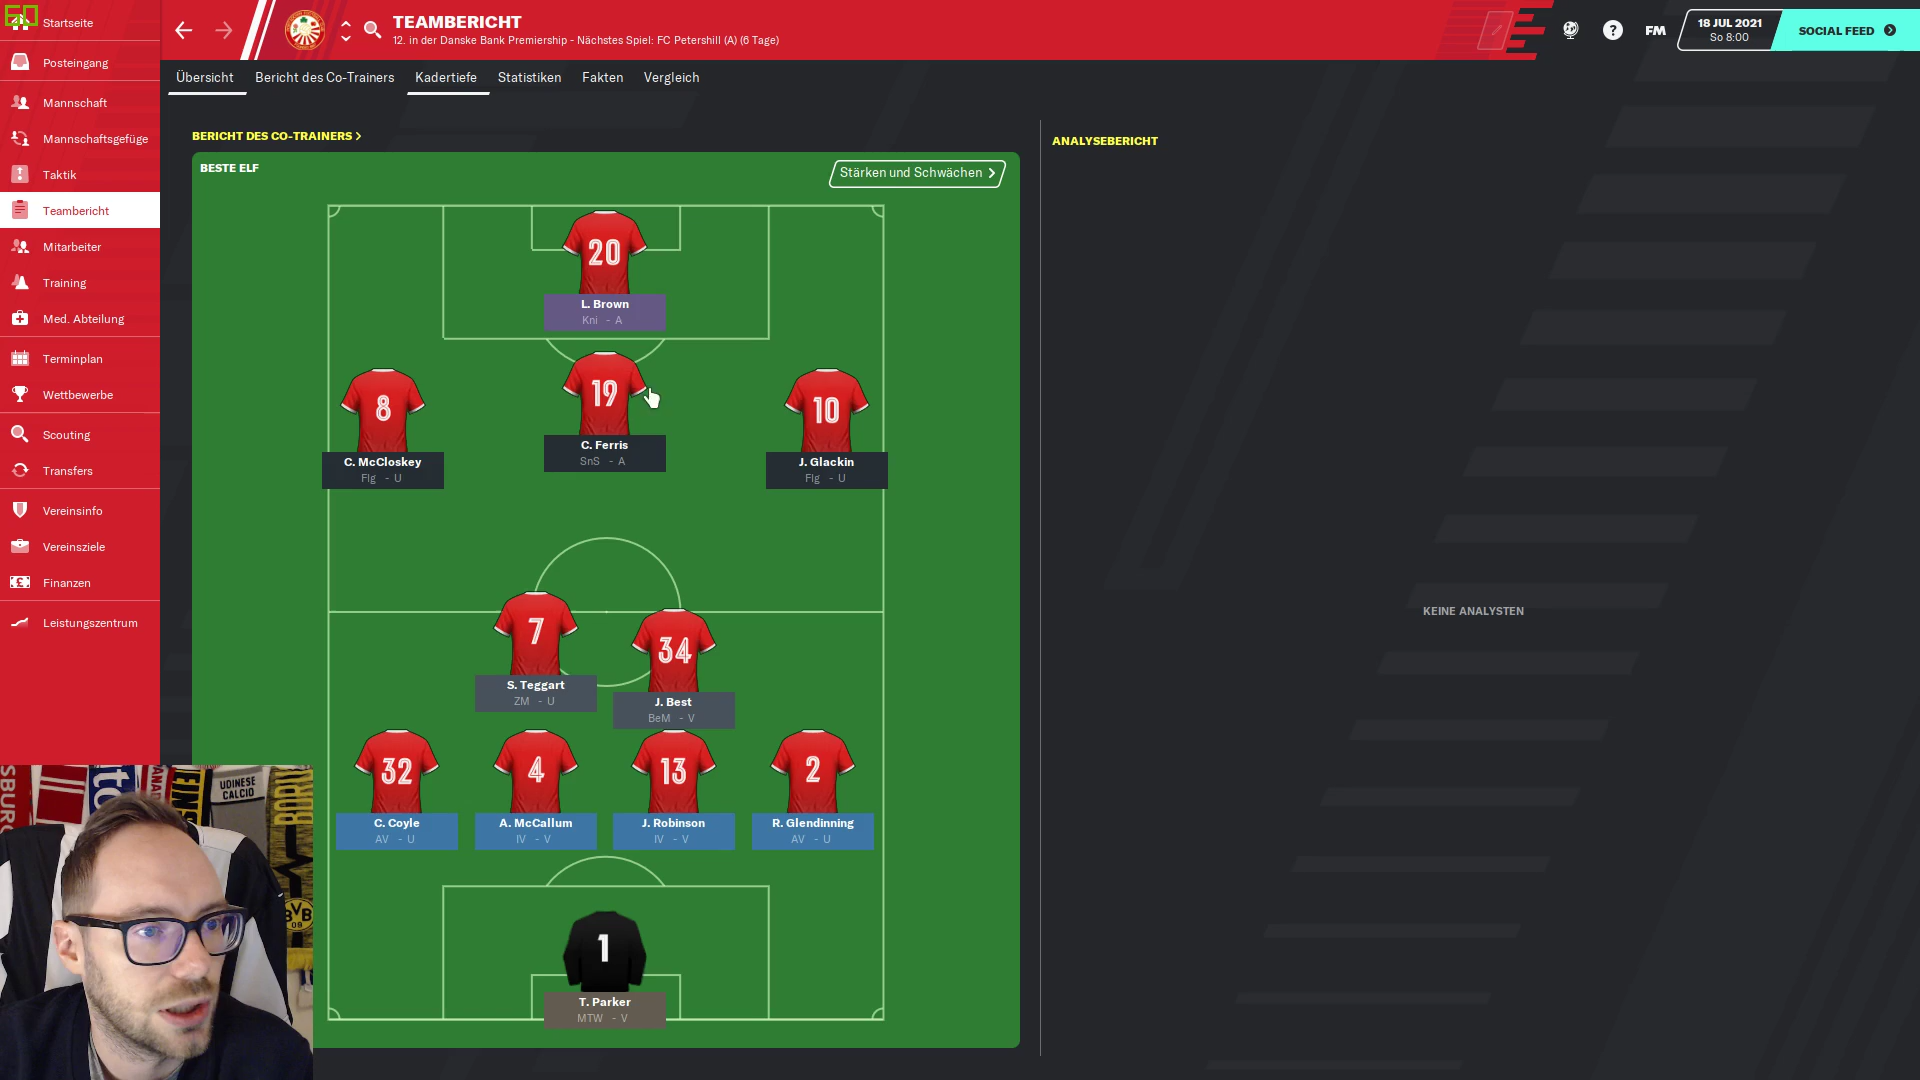 60
Startseite
Posteingang
Mannschaft
Mannschaftsgefüge
Taktik
Teambericht
Mitarbeiter
Training
Med. Abteilung
Terminplan
Wettbewerbe
Scouting
Transfers
Vereinsinfo
Vereinsziele
Finanzen
Leistungszentrum
TEAMBERICHT
12. in der Danske Bank Premiership - Nächstes Spiel: FC Petershill (A) (6 Tage)
?
FM
18 JUL 2021
So 8:00
SOCIAL FEED
Übersicht
Bericht des Co-Trainers
Kadertiefe
Statistiken
Fakten
Vergleich
BERICHT DES CO-TRAINERS
BESTE ELF
Stärken und Schwächen
20
L. Brown
Kni - A
8
C. McCloskey
Flg - U
19
C. Ferris
SnS - A
10
J. Glackin
Flg - U
7
S. Teggart
ZM - U
34
J. Best
BeM - V
32
C. Coyle
AV - U
4
A. McCallum
IV - V
13
J. Robinson
IV - V
2
R. Glendinning
AV - U
1
T. Parker
MTW - V
ANALYSEBERICHT
KEINE ANALYSTEN
UDINESE
CALCIO
BVB
09